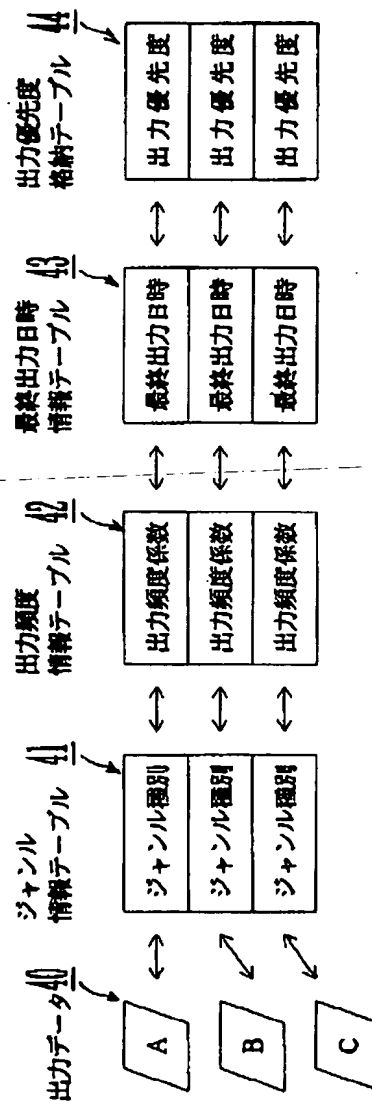 出力データ 40
A
B
C
ジャンル
情報テーブル 41
ジャンル種別
ジャンル種別
ジャンル種別
出力頻度
情報テーブル 42
出力頻度係数
出力頻度係数
出力頻度係数
最終出力日時
情報テーブル 43
最終出力日時
最終出力日時
最終出力日時
出力優先度
格納テーブル 44
出力優先度
出力優先度
出力優先度